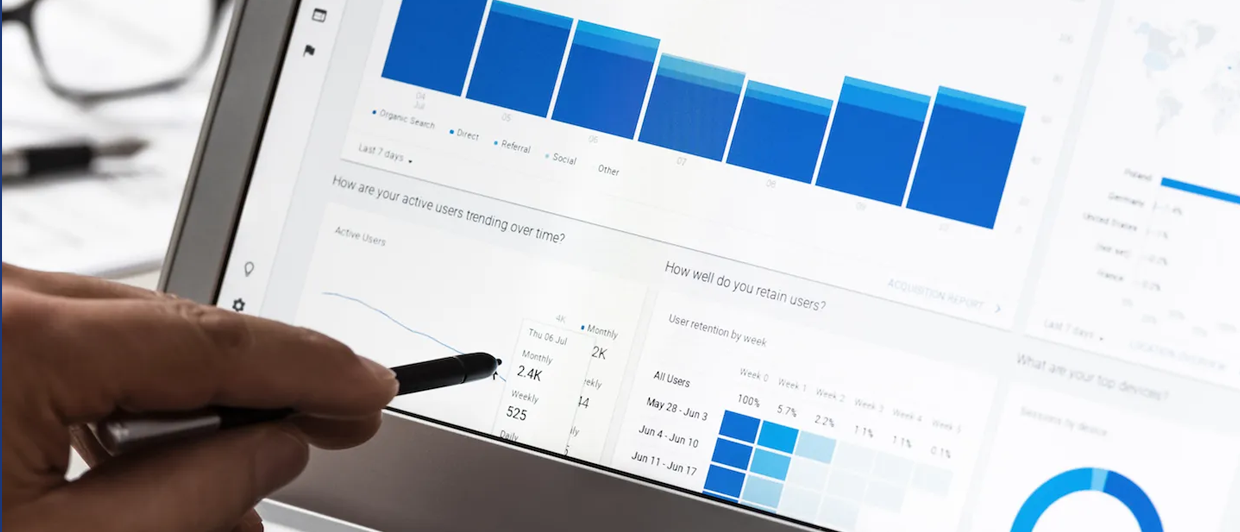 04
Jul
05
06
07
08
09
10
Organic Search
Direct
Referral
Social
Other
Last 7 days
ACQUISITION REPORT
How are your active users trending over time?
Active Users
4K
Thu 06 Jul
Monthly
2.4K
Weekly
525
Daily
Monthly
2K
How well do you retain users?
User retention by week
Week 0
Week 1
Week 2
Week 3
Week 4
Week 5
All Users
100%
5.7%
2.2%
1.1%
1.1%
0.1%
May 28 - Jun 3
Jun 4 - Jun 10
Jun 11 - Jun 17
Poland
Germany
United States
France
Last 7 days
What are your top devices?
Sessions by device